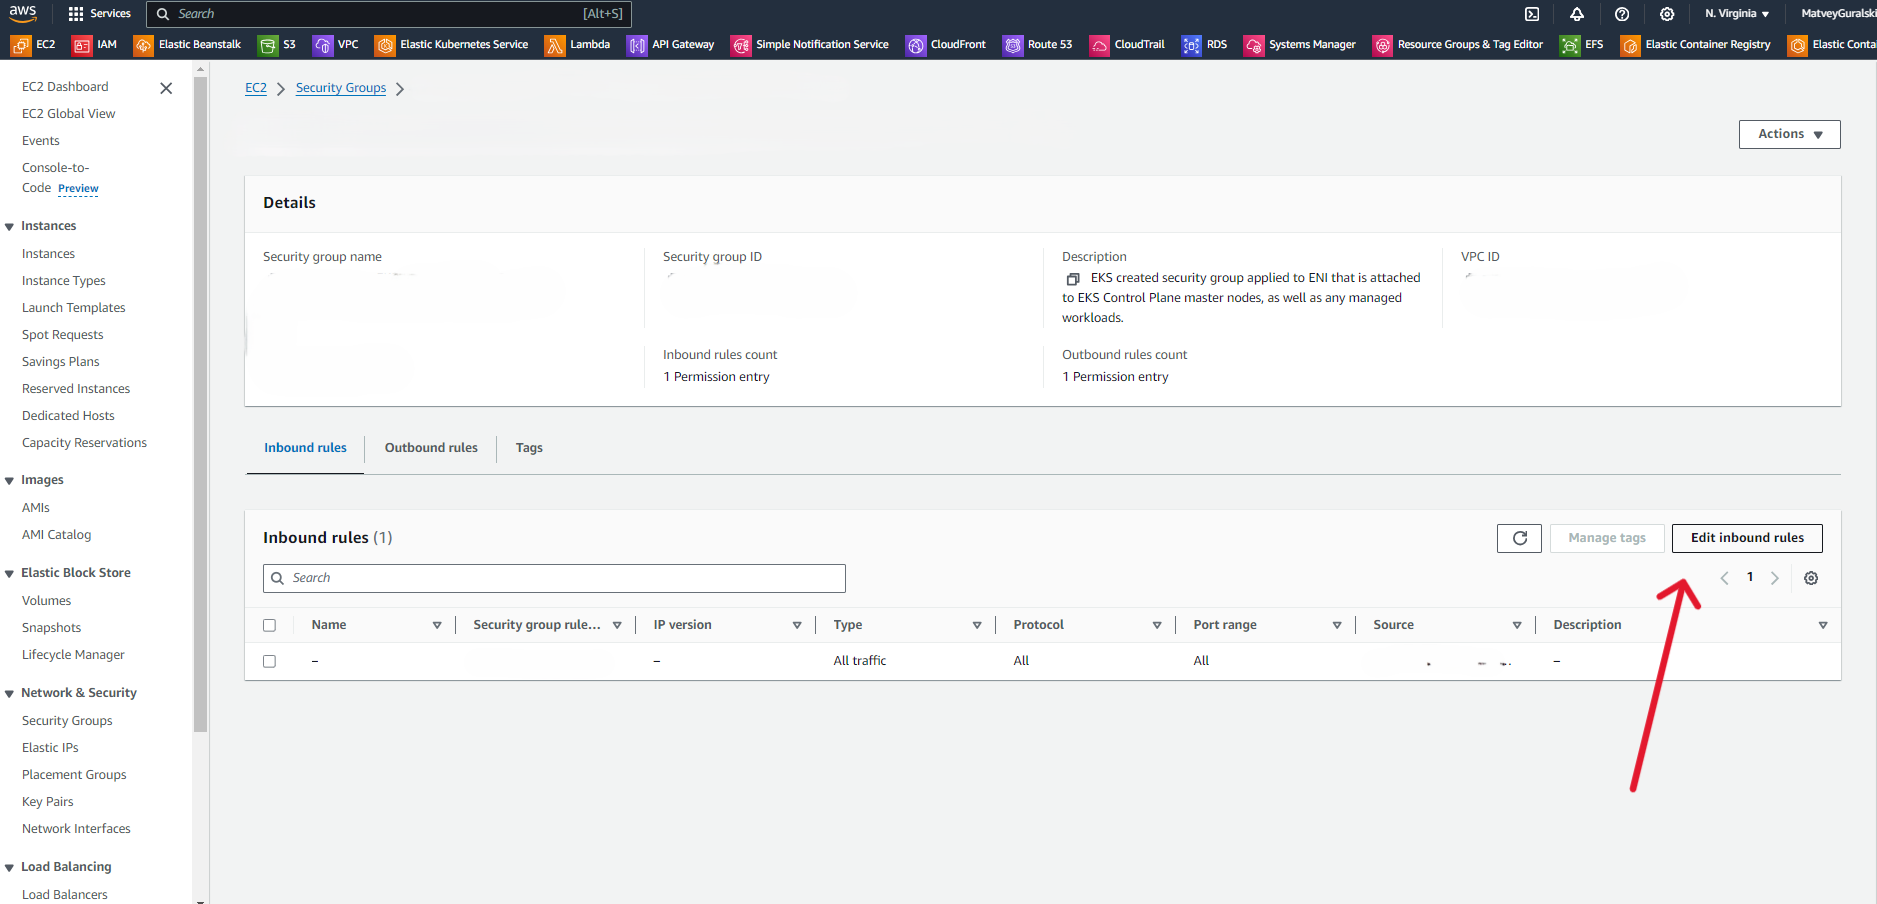 aws
Services
Search
[Alt+S]
N. Virginia
MatveyGuralski
EC2
IAM
Elastic Beanstalk
S3
VPC
Elastic Kubernetes Service
Lambda
API Gateway
Simple Notification Service
CloudFront
Route 53
CloudTrail
RDS
Systems Manager
Resource Groups & Tag Editor
EFS
Elastic Container Registry
Elastic Conta
EC2 Dashboard
EC2 Global View
Events
Console-to-
Code Preview
Instances
Instances
Instance Types
Launch Templates
Spot Requests
Savings Plans
Reserved Instances
Dedicated Hosts
Capacity Reservations
Images
AMIs
AMI Catalog
Elastic Block Store
Volumes
Snapshots
Lifecycle Manager
Network & Security
Security Groups
Elastic IPs
Placement Groups
Key Pairs
Network Interfaces
Load Balancing
Load Balancers
EC2
Security Groups
Actions
Details
Security group name
Security group ID
Description
EKS created security group applied to ENI that is attached
to EKS Control Plane master nodes, as well as any managed
workloads.
VPC ID
Inbound rules count
1 Permission entry
Outbound rules count
1 Permission entry
Inbound rules
Outbound rules
Tags
Inbound rules (1)
Manage tags
Edit inbound rules
Search
1
Name
Security group rule...
IP version
Type
Protocol
Port range
Source
Description
–
–
All traffic
All
All
–